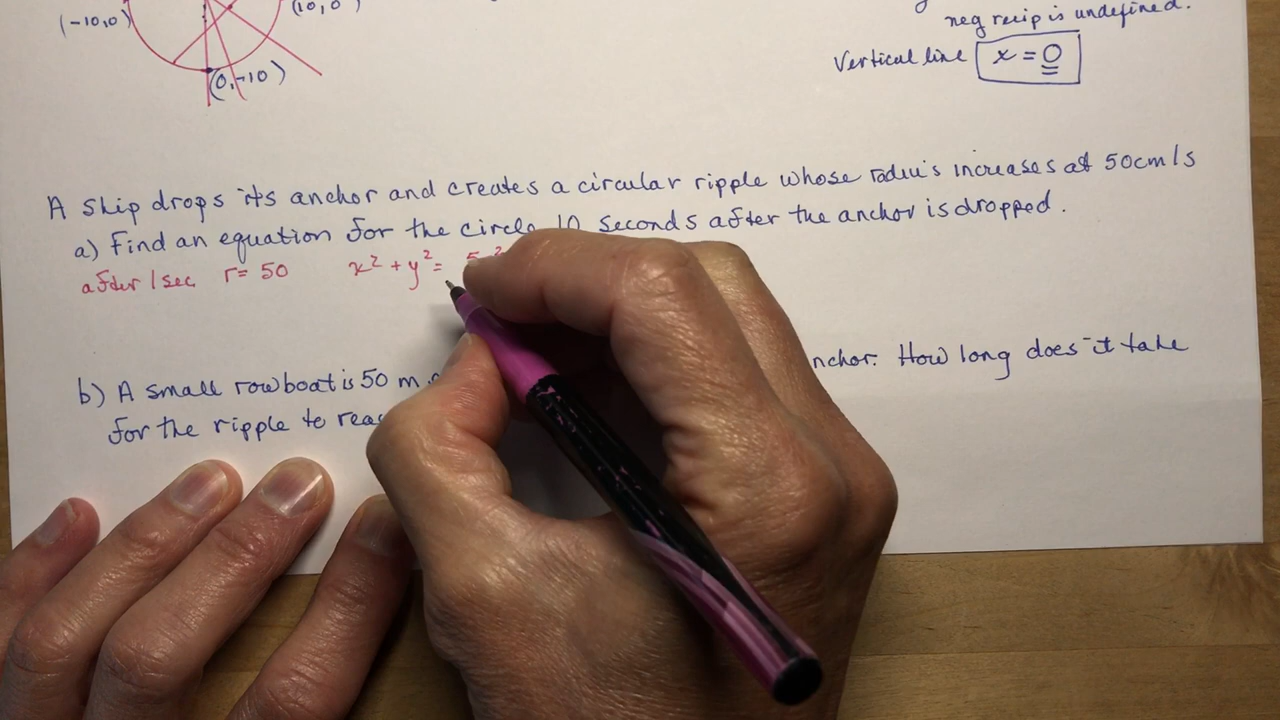 (-10,0)
(10,0)
(0,-10)
neg recip is undefined.
Vertical line x = 0
A ship drops its anchor and creates a circular ripple whose radius increases at 50cm/s
a) Find an equation for the circle 10 seconds after the anchor is dropped.
after 1 sec. r = 50 x² + y² =
b) A small rowboat is 50 m
nchor. How long does it take
for the ripple to reac